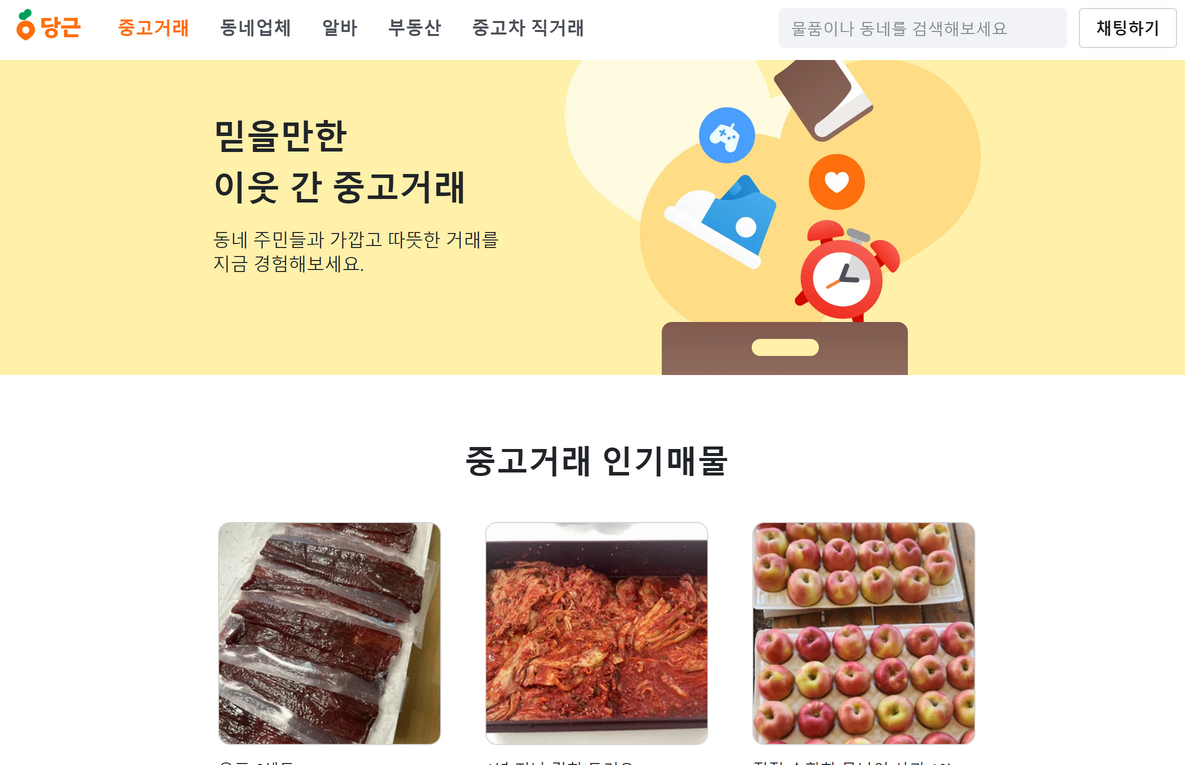 당근 중고거래 동네업체 알바 부동산 중고차 직거래 물품이나 동네를 검색해보세요 채팅하기
믿을만한
이웃 간 중고거래
동네 주민들과 가깝고 따뜻한 거래를
지금 경험해보세요.
중고거래 인기매물